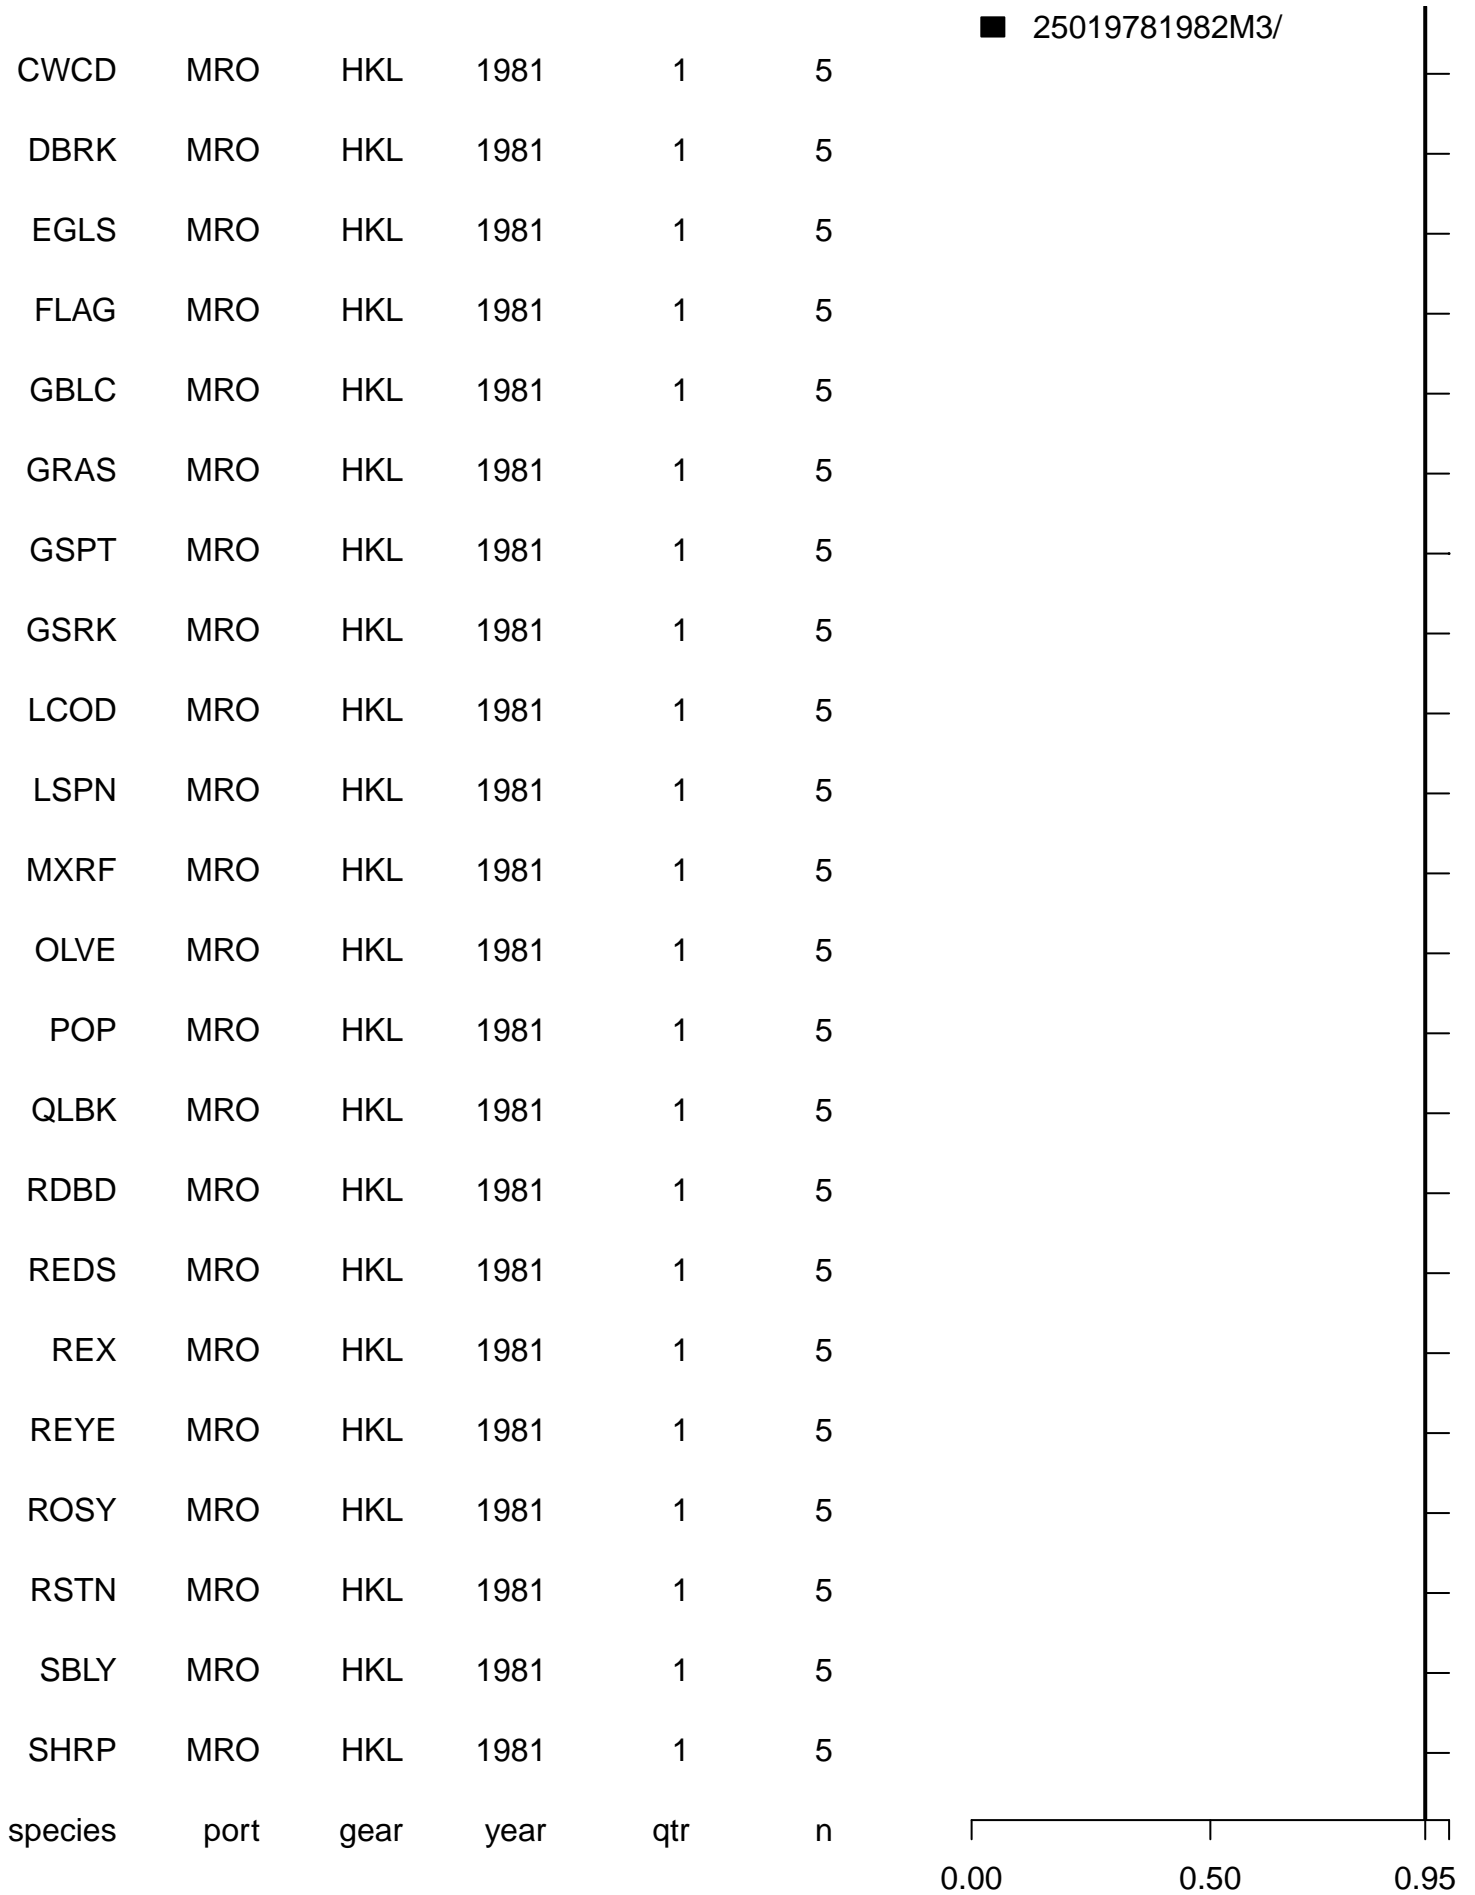 25019781982M3/
CWCD MRO HKL 1981 1 5
DBRK MRO HKL 1981 1 5
EGLS MRO HKL 1981 1 5
FLAG MRO HKL 1981 1 5
GBLC MRO HKL 1981 1 5
GRAS MRO HKL 1981 1 5
GSPT MRO HKL 1981 1 5
GSRK MRO HKL 1981 1 5
LCOD MRO HKL 1981 1 5
LSPN MRO HKL 1981 1 5
MXRF MRO HKL 1981 1 5
OLVE MRO HKL 1981 1 5
POP MRO HKL 1981 1 5
QLBK MRO HKL 1981 1 5
RDBD MRO HKL 1981 1 5
REDS MRO HKL 1981 1 5
REX MRO HKL 1981 1 5
REYE MRO HKL 1981 1 5
ROSY MRO HKL 1981 1 5
RSTN MRO HKL 1981 1 5
SBLY MRO HKL 1981 1 5
SHRP MRO HKL 1981 1 5
species port gear year qtr n
0.00 0.50 0.95